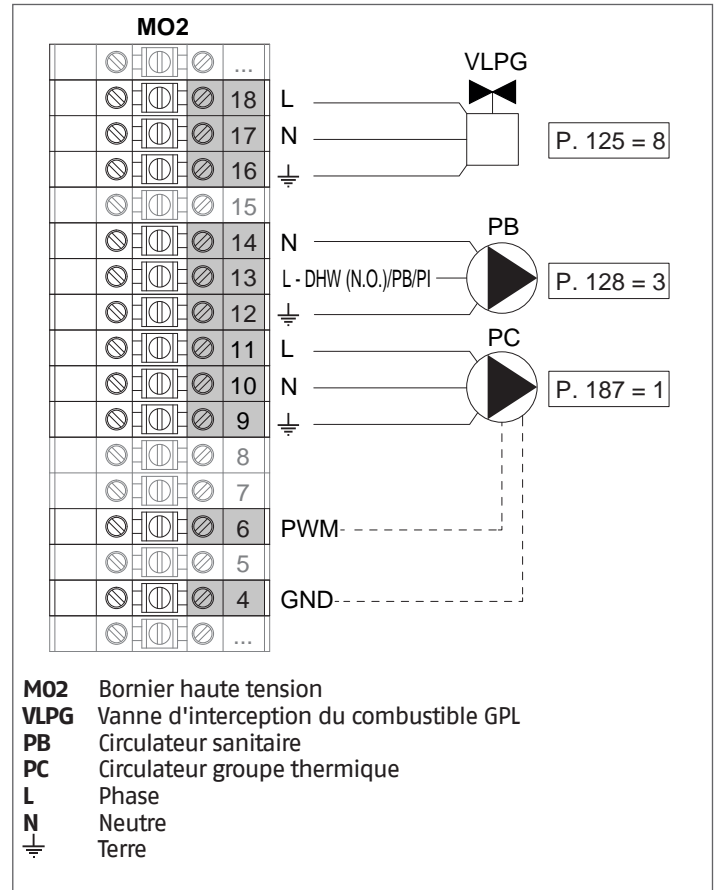 MO2
...
VLPG
18 L
17 N
P. 125 = 8
16 ⏚
15
PB
14 N
13 L - DHW (N.O.)/PB/PI
P. 128 = 3
12 ⏚
PC
11 L
10 N
P. 187 = 1
9 ⏚
8
7
6 PWM
5
4 GND
...
M02 Bornier haute tension
VLPG Vanne d'interception du combustible GPL
PB Circulateur sanitaire
PC Circulateur groupe thermique
L Phase
N Neutre
⏚ Terre